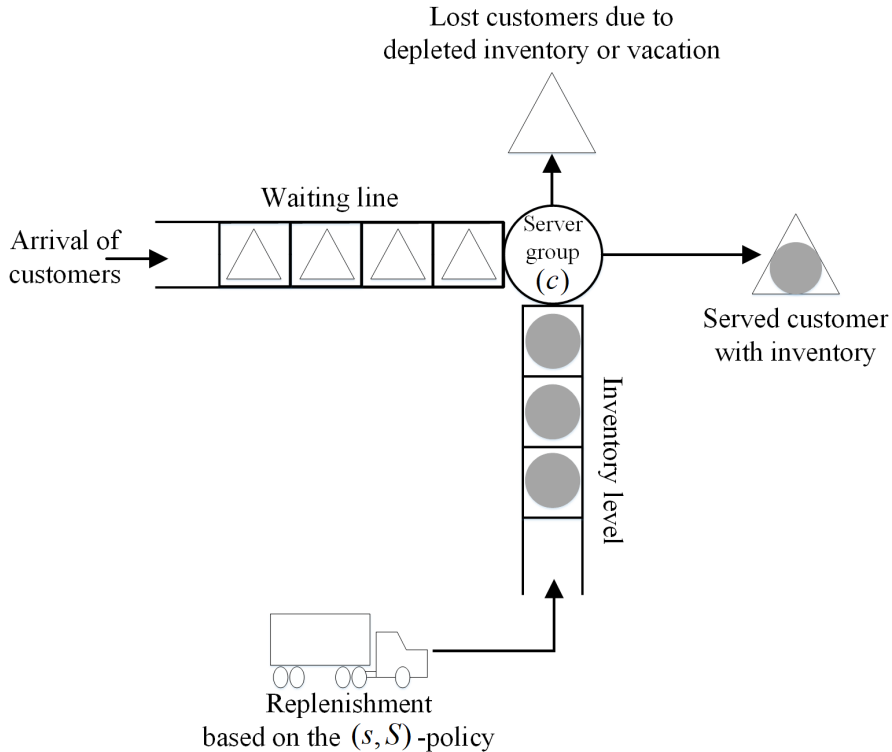 Lost customers due to
depleted inventory or vacation
Waiting line
Arrival of
customers
Server
group
(c)
Served customer
with inventory
Inventory level
Replenishment
based on the (s, S) -policy